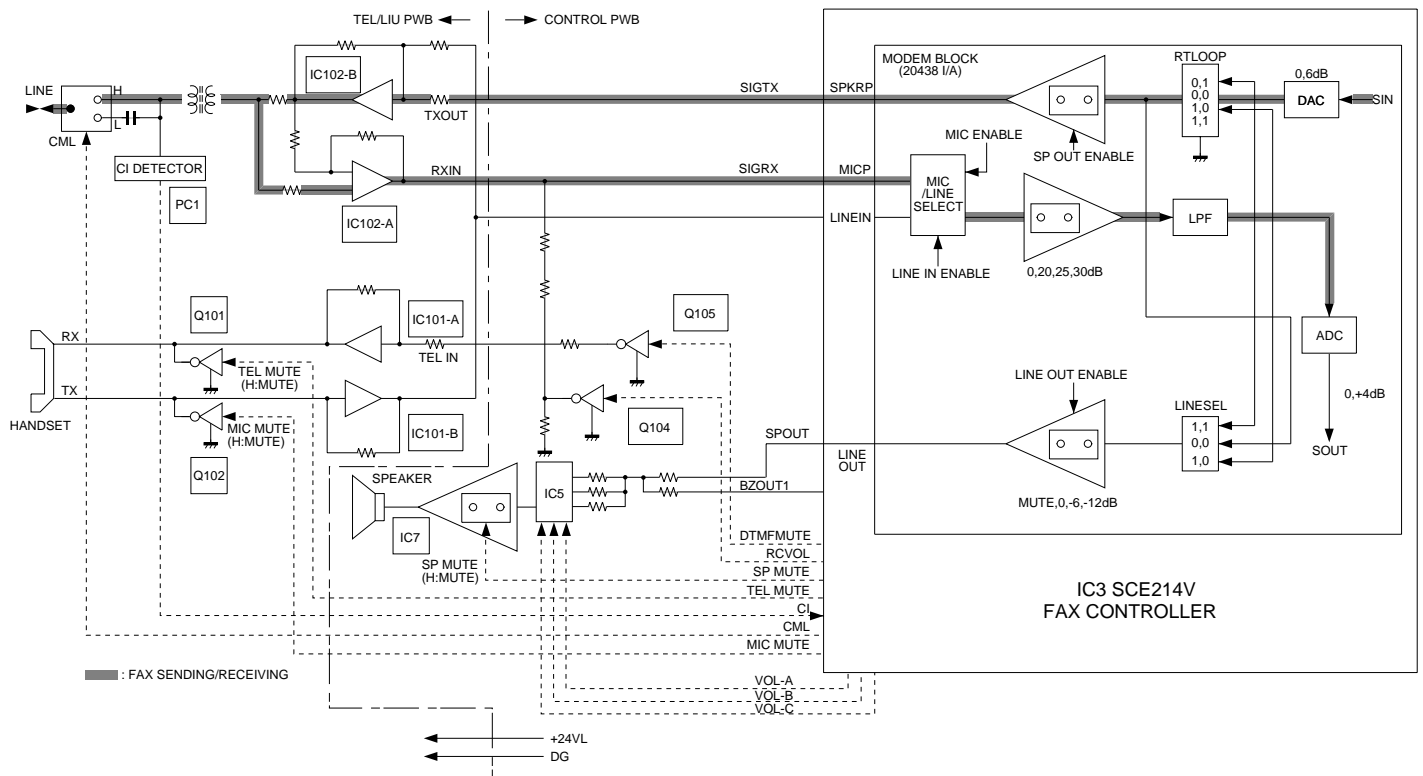 TEL/LIU PWB
CONTROL PWB
LINE
H
L
CML
CI DETECTOR
PC1
IC102-B
TXOUT
IC102-A
RXIN
SIGTX
SPKRP
SIGRX
MICP
LINEIN
MODEM BLOCK
(20438 I/A)
SP OUT ENABLE
RTLOOP
0,1
0,0
1,0
1,1
0,6dB
DAC
SIN
MIC ENABLE
MIC
/LINE
SELECT
LINE IN ENABLE
0,20,25,30dB
LPF
ADC
0,+4dB
SOUT
HANDSET
RX
TX
Q101
TEL MUTE
(H:MUTE)
MIC MUTE
(H:MUTE)
Q102
IC101-A
TEL IN
IC101-B
Q105
Q104
LINE OUT ENABLE
MUTE,0,-6,-12dB
LINESEL
1,1
0,0
1,0
SPOUT
LINE
OUT
BZOUT1
SPEAKER
IC7
IC5
SP MUTE
(H:MUTE)
DTMFMUTE
RCVOL
SP MUTE
TEL MUTE
CI
CML
MIC MUTE
VOL-A
VOL-B
VOL-C
IC3 SCE214V
FAX CONTROLLER
: FAX SENDING/RECEIVING
+24VL
DG